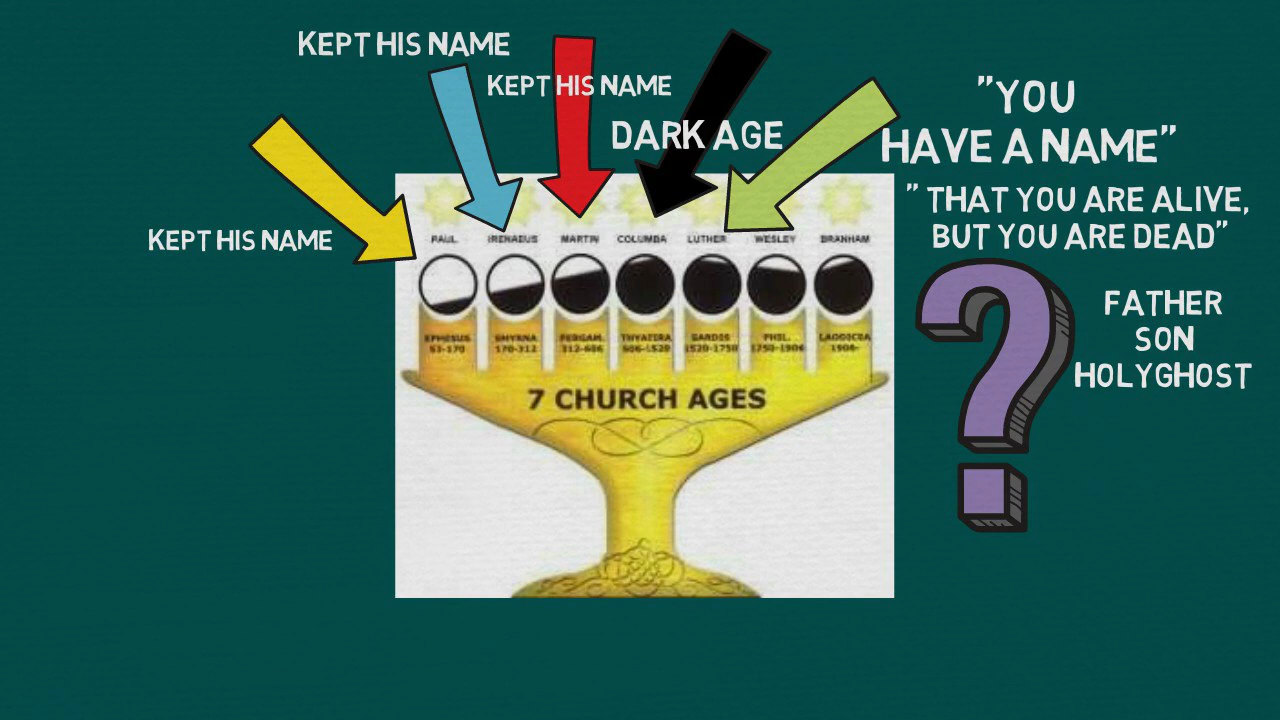 KEPT HIS NAME
KEPT HIS NAME
DARK AGE
KEPT HIS NAME
"YOU
HAVE A NAME"
" THAT YOU ARE ALIVE,
BUT YOU ARE DEAD"
FATHER
SON
HOLYGHOST
PAUL IRENAEUS MARTIN COLUMBA LUTHER WESLEY BRANHAM
EPHESUS SMYRNA PERGAM. THYATIRA SARDIS PHIL. LAODICEA
53-170 170-312 312-606 606-1520 1520-1750 1750-1906 1906-
7 CHURCH AGES